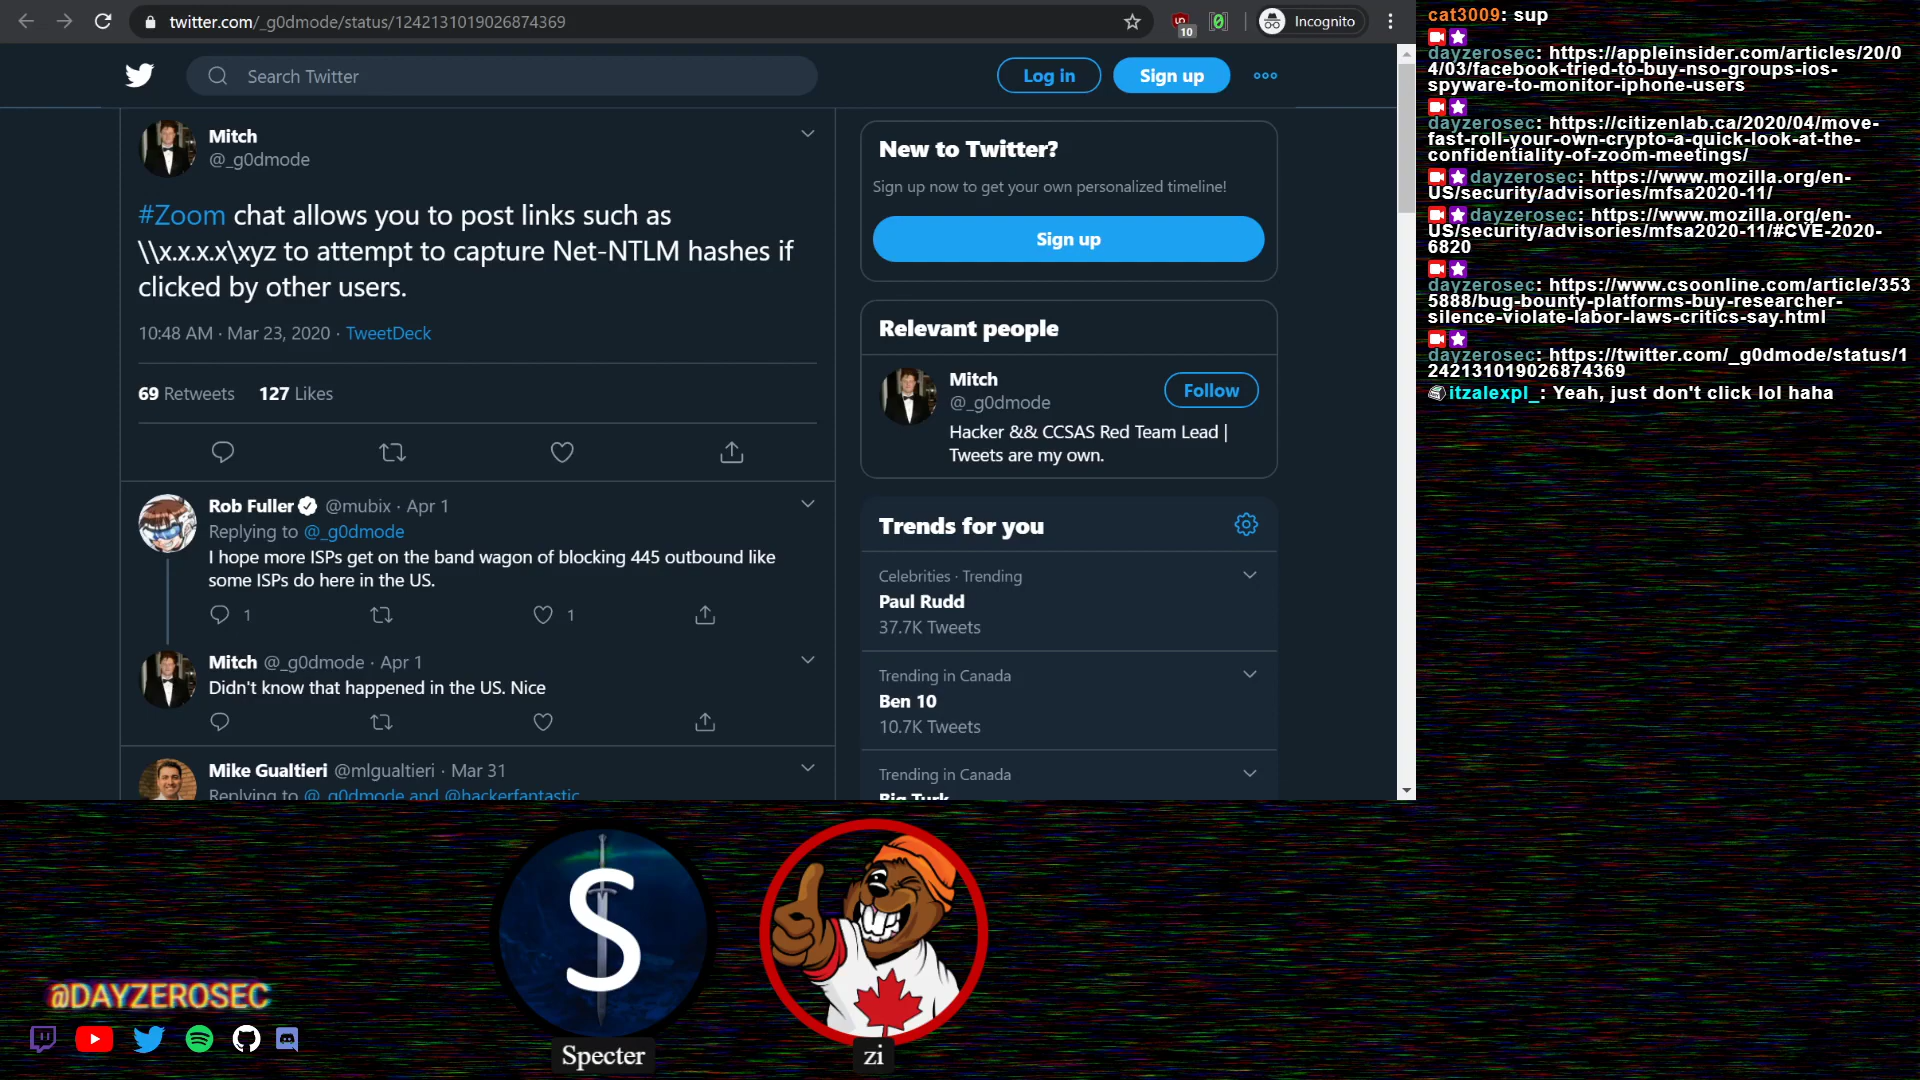 twitter.com/_g0dmode/status/1242131019026874369
10
Incognito
Search Twitter
Log in
Sign up
Mitch
@_g0dmode
#Zoom chat allows you to post links such as
\\x.x.x.x\xyz to attempt to capture Net-NTLM hashes if
clicked by other users.
10:48 AM · Mar 23, 2020 · TweetDeck
69 Retweets 127 Likes
Rob Fuller @mubix · Apr 1
Replying to @_g0dmode
I hope more ISPs get on the band wagon of blocking 445 outbound like
some ISPs do here in the US.
1 1
Mitch @_g0dmode · Apr 1
Didn't know that happened in the US. Nice
Mike Gualtieri @mlgualtieri · Mar 31
Replying to @_g0dmode and @hackerfantastic
New to Twitter?
Sign up now to get your own personalized timeline!
Sign up
Relevant people
Mitch
@_g0dmode
Follow
Hacker && CCSAS Red Team Lead |
Tweets are my own.
Trends for you
Celebrities · Trending
Paul Rudd
37.7K Tweets
Trending in Canada
Ben 10
10.7K Tweets
Trending in Canada
Big Turk
cat3009: sup
dayzerosec: https://appleinsider.com/articles/20/0
4/03/facebook-tried-to-buy-nso-groups-ios-
spyware-to-monitor-iphone-users
dayzerosec: https://citizenlab.ca/2020/04/move-
fast-roll-your-own-crypto-a-quick-look-at-the-
confidentiality-of-zoom-meetings/
dayzerosec: https://www.mozilla.org/en-
US/security/advisories/mfsa2020-11/
dayzerosec: https://www.mozilla.org/en-
US/security/advisories/mfsa2020-11/#CVE-2020-
6820
dayzerosec: https://www.csoonline.com/article/353
5888/bug-bounty-platforms-buy-researcher-
silence-violate-labor-laws-critics-say.html
dayzerosec: https://twitter.com/_g0dmode/status/1
242131019026874369
itzalexpl_: Yeah, just don't click lol haha
@DAYZEROSEC
S
Specter
zi